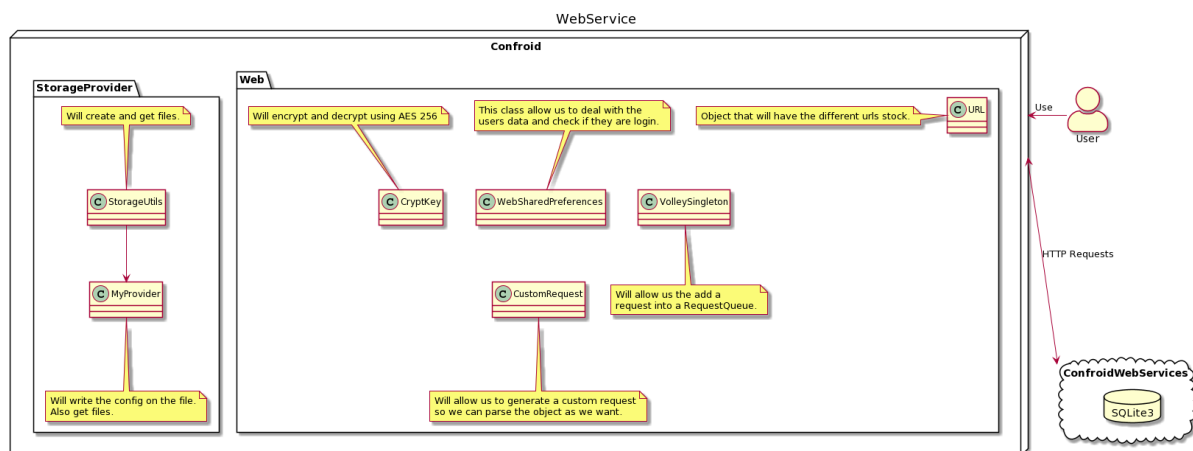 WebService
Confroid
StorageProvider
Will create and get files.
C StorageUtils
C MyProvider
Will write the config on the file.
Also get files.
Web
Will encrypt and decrypt using AES 256
This class allow us to deal with the
users data and check if they are login.
Object that will have the different urls stock.
C URL
C CryptKey
C WebSharedPreferences
C VolleySingleton
C CustomRequest
Will allow us the add a
request into a RequestQueue.
Will allow us to generate a custom request
so we can parse the object as we want.
Use
User
HTTP Requests
ConfroidWebServices
SQLite3